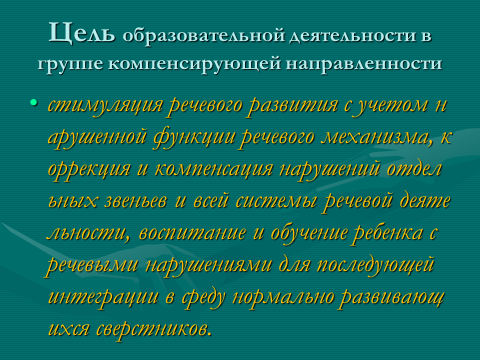 Цель образовательной деятельности в
группе компенсирующей направленности
• стимуляция речевого развития с учетом н
арушенной функции речевого механизма, к
оррекция и компенсация нарушений отдел
ьных звеньев и всей системы речевой деяте
льности, воспитание и обучение ребенка с
речевыми нарушениями для последующей
интеграции в среду нормально развивающ
ихся сверстников.